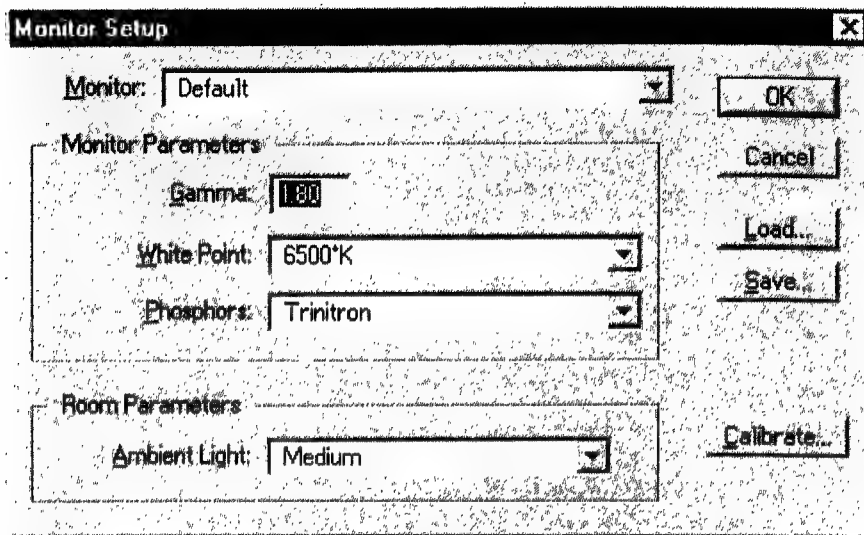 Monitor Setup
Monitor: Default
OK
Monitor Parameters
Cancel
Gamma: 1.80
Load...
White Point: 6500°K
Save...
Phosphors: Trinitron
Room Parameters
Calibrate...
Ambient Light: Medium